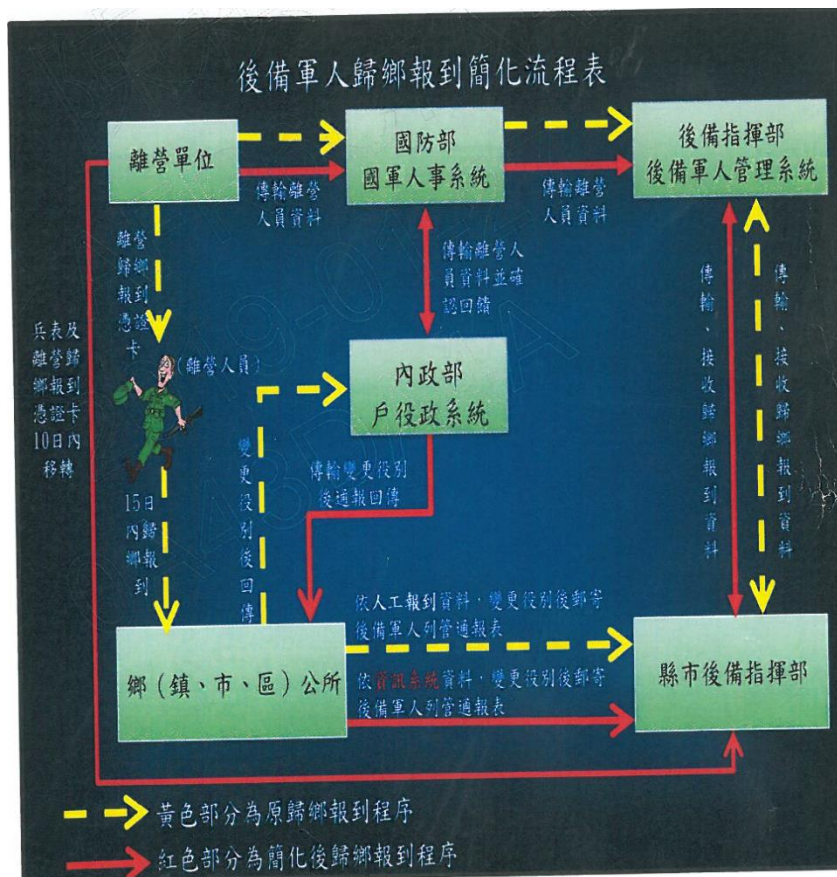 後備軍人歸鄉報到簡化流程表
離營單位
國防部
國軍人事系統
後備指揮部
後備軍人管理系統
傳輸離營
人員資料
傳輸離營
人員資料
離營歸鄉報到憑證卡
傳輸離營人
員資料並確
認回饋
兵表及
離營歸
鄉報到
憑證卡
10日內
移轉
(離營人員)
內政部
戶役政系統
傳輸、接收歸鄉報到資料
傳輸、接收歸鄉報到資料
變更役別後回傳
傳輸變更役別
後通報回傳
15日
內歸
鄉報
到
依人工報到資料,變更役別後郵寄
後備軍人列管通報表
鄉(鎮、市、區)公所
依資訊系統資料,變更役別後郵寄
後備軍人列管通報表
縣市後備指揮部
黃色部分為原歸鄉報到程序
紅色部分為簡化後歸鄉報到程序